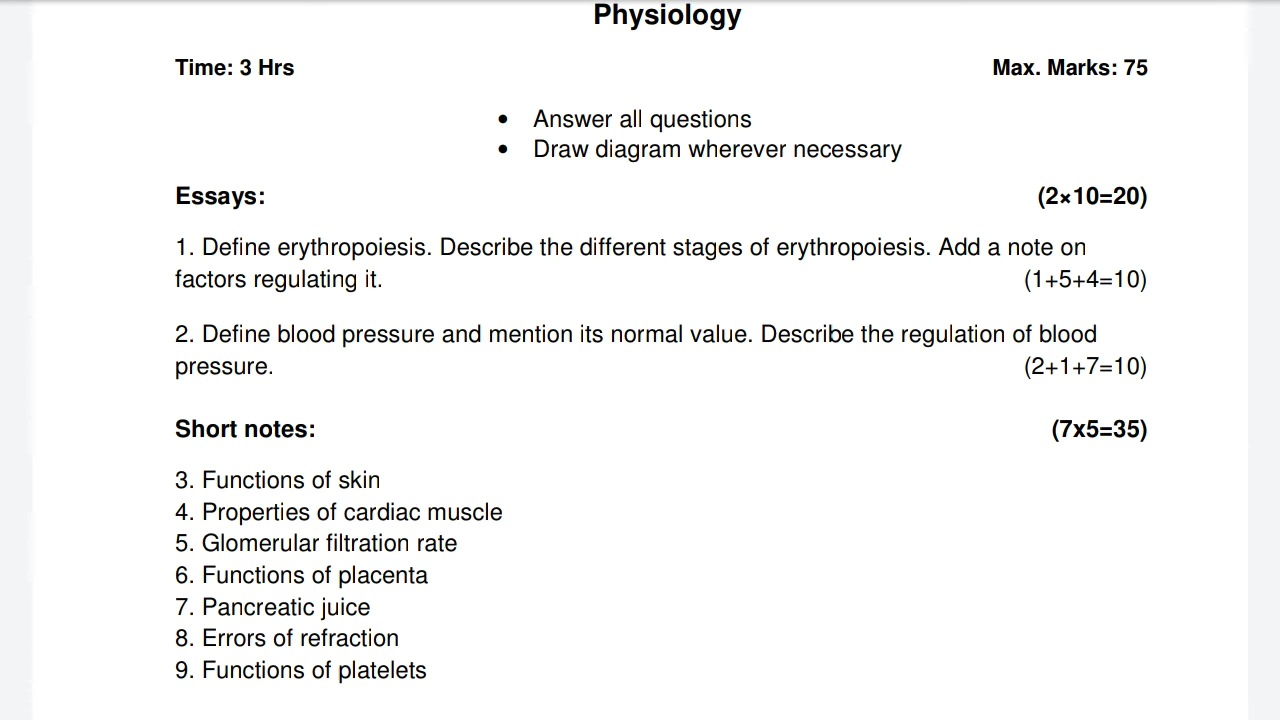 Physiology
Time: 3 Hrs Max. Marks: 75
• Answer all questions
• Draw diagram wherever necessary
Essays: (2×10=20)
1. Define erythropoiesis. Describe the different stages of erythropoiesis. Add a note on
factors regulating it. (1+5+4=10)
2. Define blood pressure and mention its normal value. Describe the regulation of blood
pressure. (2+1+7=10)
Short notes: (7x5=35)
3. Functions of skin
4. Properties of cardiac muscle
5. Glomerular filtration rate
6. Functions of placenta
7. Pancreatic juice
8. Errors of refraction
9. Functions of platelets